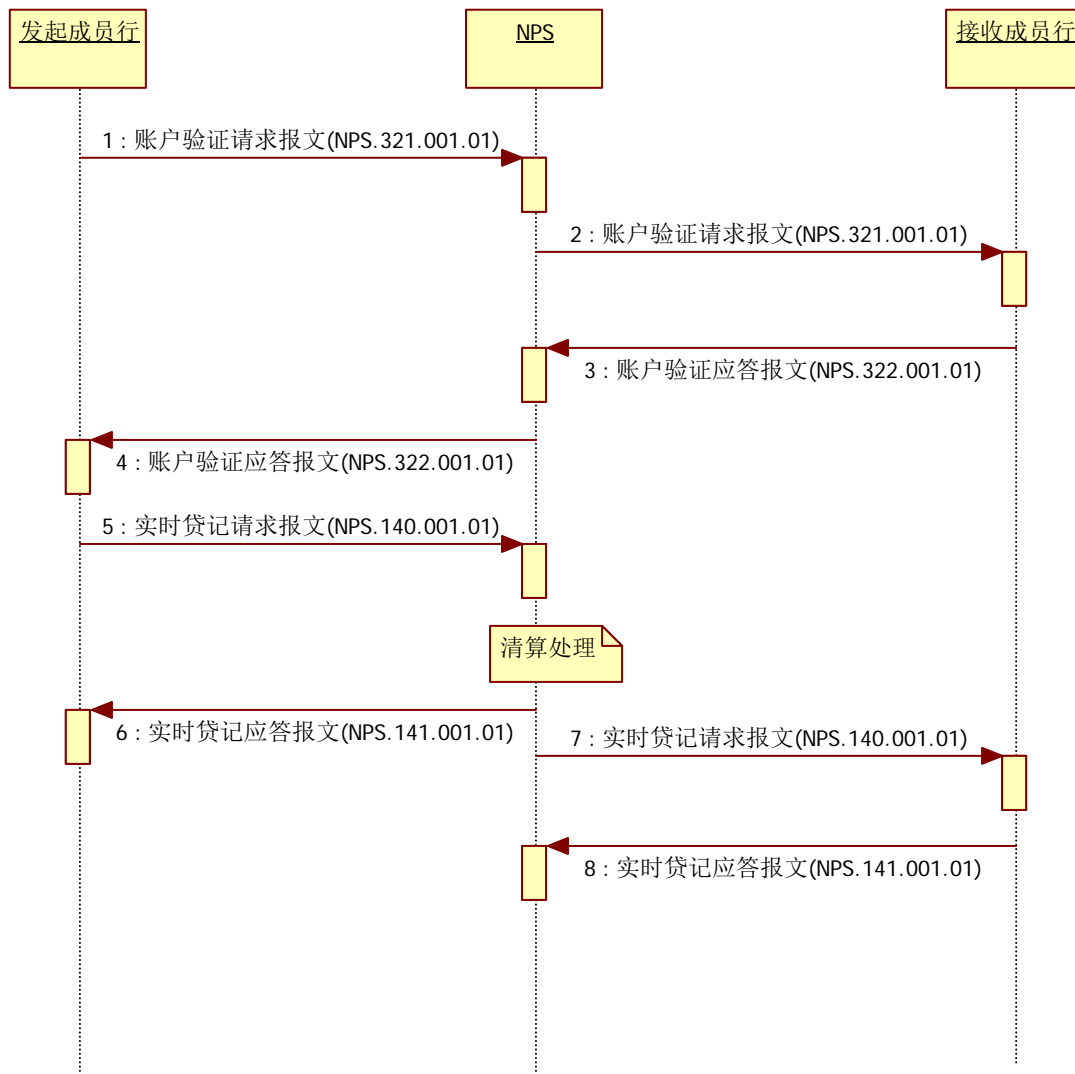 发起成员行
NPS
接收成员行
1 : 账户验证请求报文(NPS.321.001.01)
2 : 账户验证请求报文(NPS.321.001.01)
3 : 账户验证应答报文(NPS.322.001.01)
4 : 账户验证应答报文(NPS.322.001.01)
5 : 实时贷记请求报文(NPS.140.001.01)
清算处理
6 : 实时贷记应答报文(NPS.141.001.01)
7 : 实时贷记请求报文(NPS.140.001.01)
8 : 实时贷记应答报文(NPS.141.001.01)